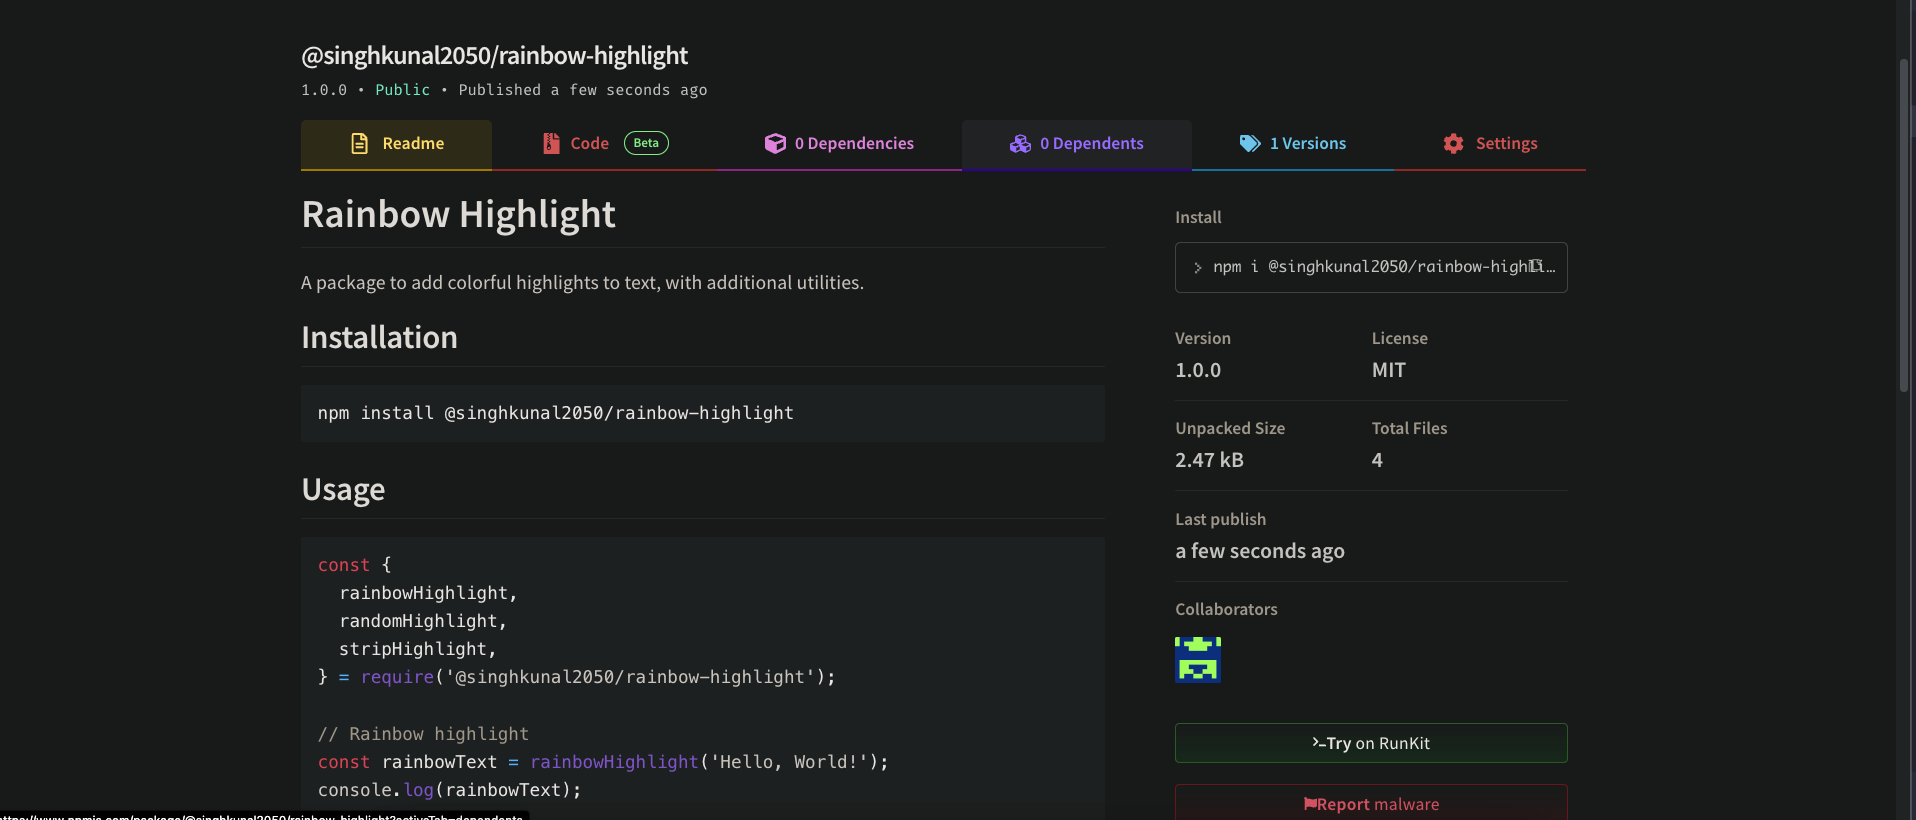 @singhkunal2050/rainbow-highlight
1.0.0 • Public • Published a few seconds ago
Readme
Code Beta
0 Dependencies
0 Dependents
1 Versions
Settings
Rainbow Highlight
A package to add colorful highlights to text, with additional utilities.
Installation
npm install @singhkunal2050/rainbow-highlight
Usage
const {
  rainbowHighlight,
  randomHighlight,
  stripHighlight,
} = require('@singhkunal2050/rainbow-highlight');
// Rainbow highlight
const rainbowText = rainbowHighlight('Hello, World!');
console.log(rainbowText);
Install
npm i @singhkunal2050/rainbow-highli…
Version
License
1.0.0
MIT
Unpacked Size
Total Files
2.47 kB
4
Last publish
a few seconds ago
Collaborators
Try on RunKit
Report malware